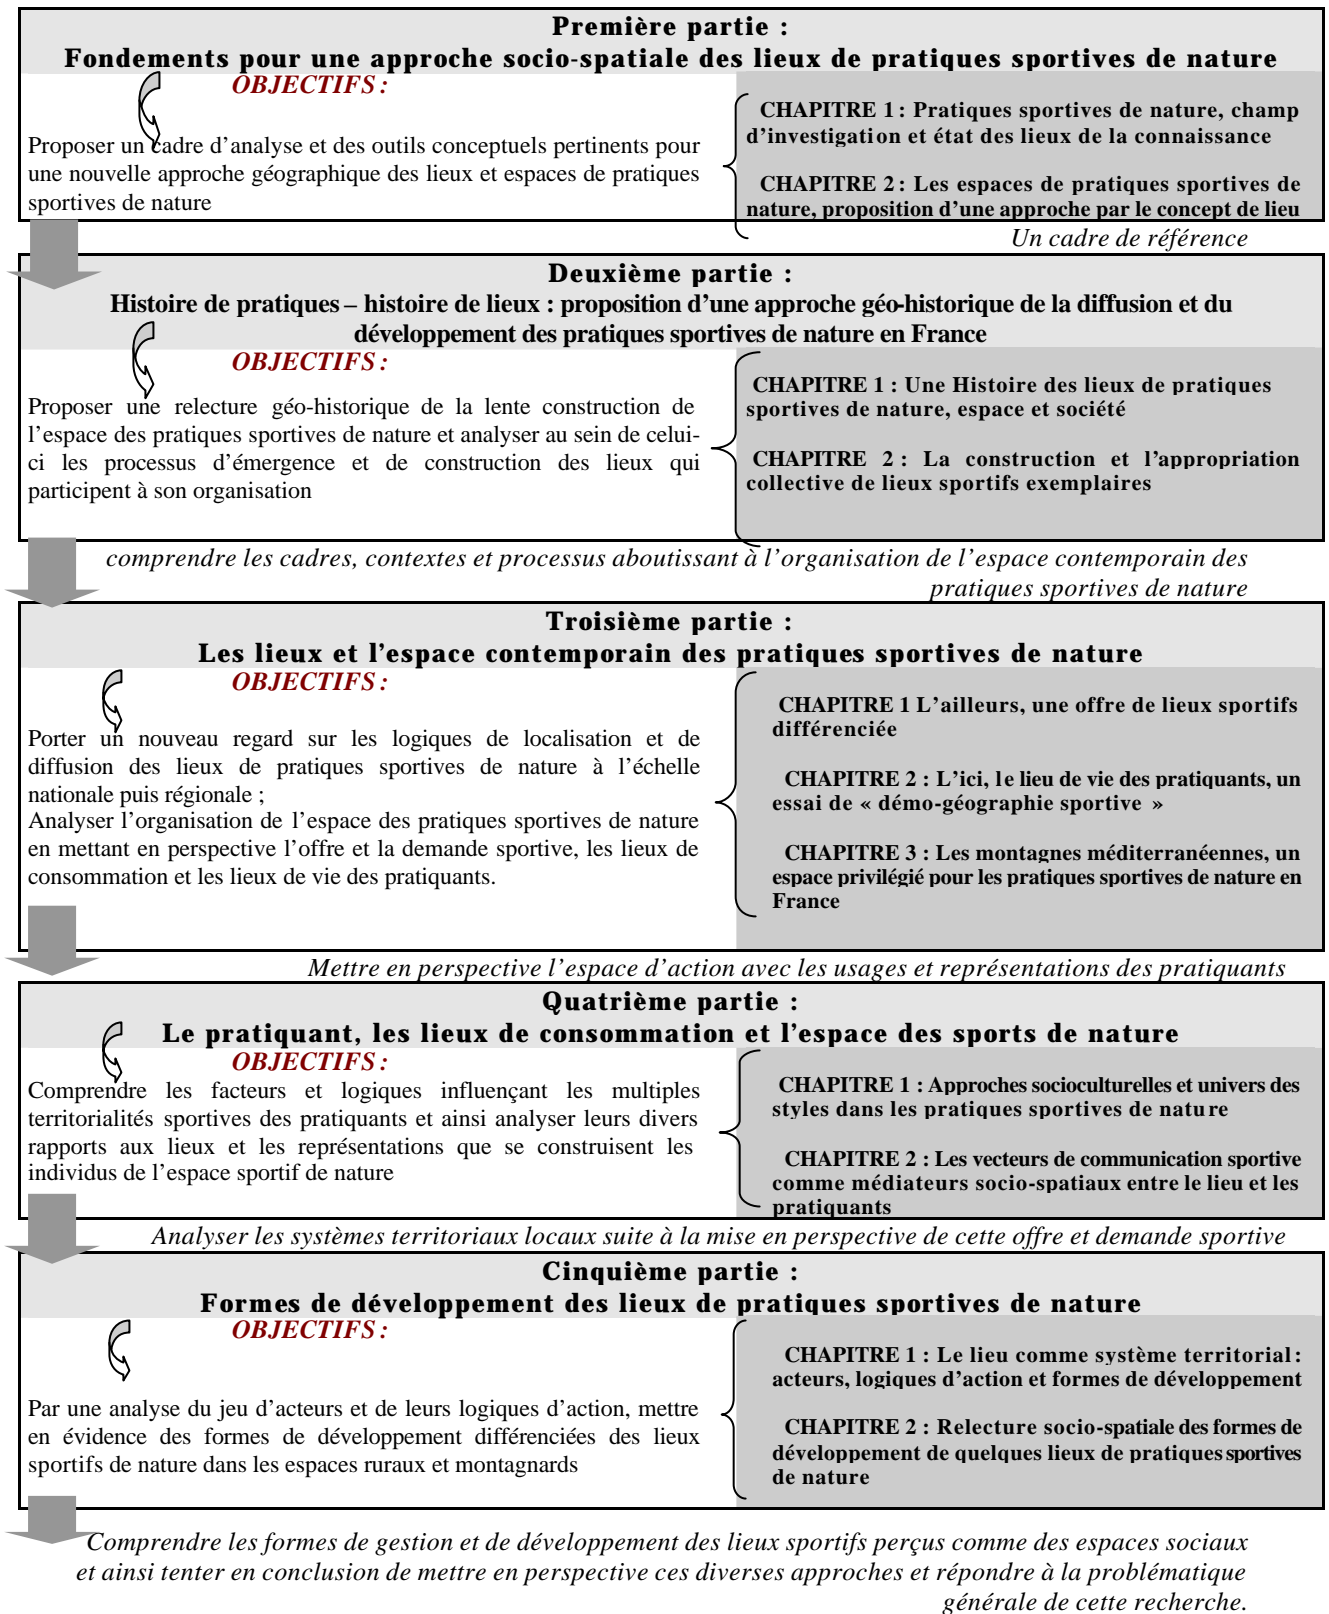 Première partie :
Fondements pour une approche socio-spatiale des lieux de pratiques sportives de nature
OBJECTIFS :
Proposer un cadre d'analyse et des outils conceptuels pertinents pour
une nouvelle approche géographique des lieux et espaces de pratiques
sportives de nature
CHAPITRE 1 : Pratiques sportives de nature, champ
d'investigation et état des lieux de la connaissance
CHAPITRE 2 : Les espaces de pratiques sportives de
nature, proposition d'une approche par le concept de lieu
Un cadre de référence
Deuxième partie :
Histoire de pratiques – histoire de lieux : proposition d'une approche géo-historique de la diffusion et du
développement des pratiques sportives de nature en France
OBJECTIFS :
Proposer une relecture géo-historique de la lente construction de
l'espace des pratiques sportives de nature et analyser au sein de celui-
ci les processus d'émergence et de construction des lieux qui
participent à son organisation
CHAPITRE 1 : Une Histoire des lieux de pratiques
sportives de nature, espace et société
CHAPITRE 2 : La construction et l'appropriation
collective de lieux sportifs exemplaires
comprendre les cadres, contextes et processus aboutissant à l'organisation de l'espace contemporain des
pratiques sportives de nature
Troisième partie :
Les lieux et l'espace contemporain des pratiques sportives de nature
OBJECTIFS :
Porter un nouveau regard sur les logiques de localisation et de
diffusion des lieux de pratiques sportives de nature à l'échelle
nationale puis régionale ;
Analyser l'organisation de l'espace des pratiques sportives de nature
en mettant en perspective l'offre et la demande sportive, les lieux de
consommation et les lieux de vie des pratiquants.
CHAPITRE 1 L'ailleurs, une offre de lieux sportifs
différenciée
CHAPITRE 2 : L'ici, le lieu de vie des pratiquants, un
essai de « démo-géographie sportive »
CHAPITRE 3 : Les montagnes méditerranéennes, un
espace privilégié pour les pratiques sportives de nature en
France
Mettre en perspective l'espace d'action avec les usages et représentations des pratiquants
Quatrième partie :
Le pratiquant, les lieux de consommation et l'espace des sports de nature
OBJECTIFS :
Comprendre les facteurs et logiques influençant les multiples
territorialités sportives des pratiquants et ainsi analyser leurs divers
rapports aux lieux et les représentations que se construisent les
individus de l'espace sportif de nature
CHAPITRE 1 : Approches socioculturelles et univers des
styles dans les pratiques sportives de nature
CHAPITRE 2 : Les vecteurs de communication sportive
comme médiateurs socio-spatiaux entre le lieu et les
pratiquants
Analyser les systèmes territoriaux locaux suite à la mise en perspective de cette offre et demande sportive
Cinquième partie :
Formes de développement des lieux de pratiques sportives de nature
OBJECTIFS :
Par une analyse du jeu d'acteurs et de leurs logiques d'action, mettre
en évidence des formes de développement différenciées des lieux
sportifs de nature dans les espaces ruraux et montagnards
CHAPITRE 1 : Le lieu comme système territorial :
acteurs, logiques d'action et formes de développement
CHAPITRE 2 : Relecture socio-spatiale des formes de
développement de quelques lieux de pratiques sportives
de nature
Comprendre les formes de gestion et de développement des lieux sportifs perçus comme des espaces sociaux
et ainsi tenter en conclusion de mettre en perspective ces diverses approches et répondre à la problématique
générale de cette recherche.